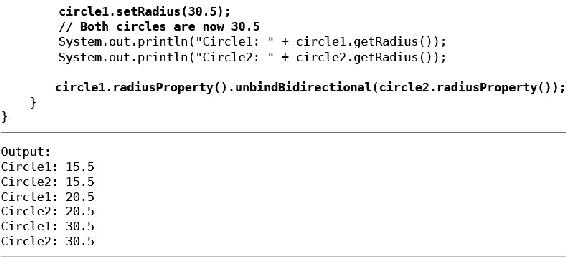 circle1.setRadius(30.5);
// Both circles are now 30.5
System.out.println("Circle1: " + circle1.getRadius());
System.out.println("Circle2: " + circle2.getRadius());
circle1.radiusProperty().unbindBidirectional(circle2.radiusProperty());
}
}
Output:
Circle1: 15.5
Circle2: 15.5
Circle1: 20.5
Circle2: 20.5
Circle1: 30.5
Circle2: 30.5